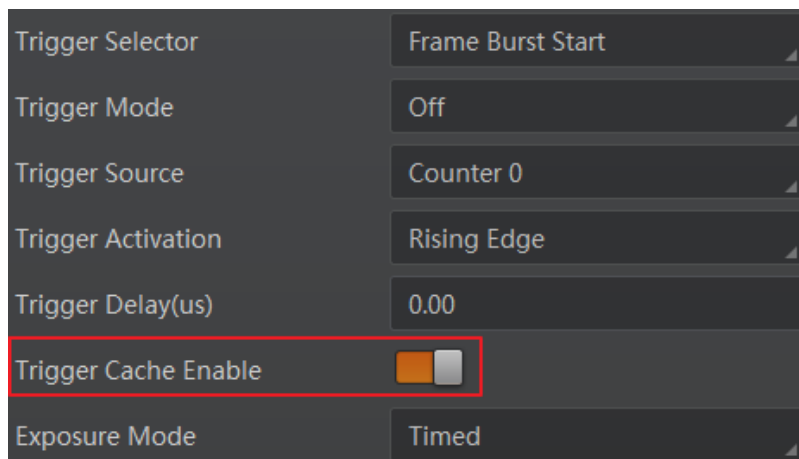 Trigger Selector Frame Burst Start
Trigger Mode Off
Trigger Source Counter 0
Trigger Activation Rising Edge
Trigger Delay(us) 0.00
Trigger Cache Enable
Exposure Mode Timed